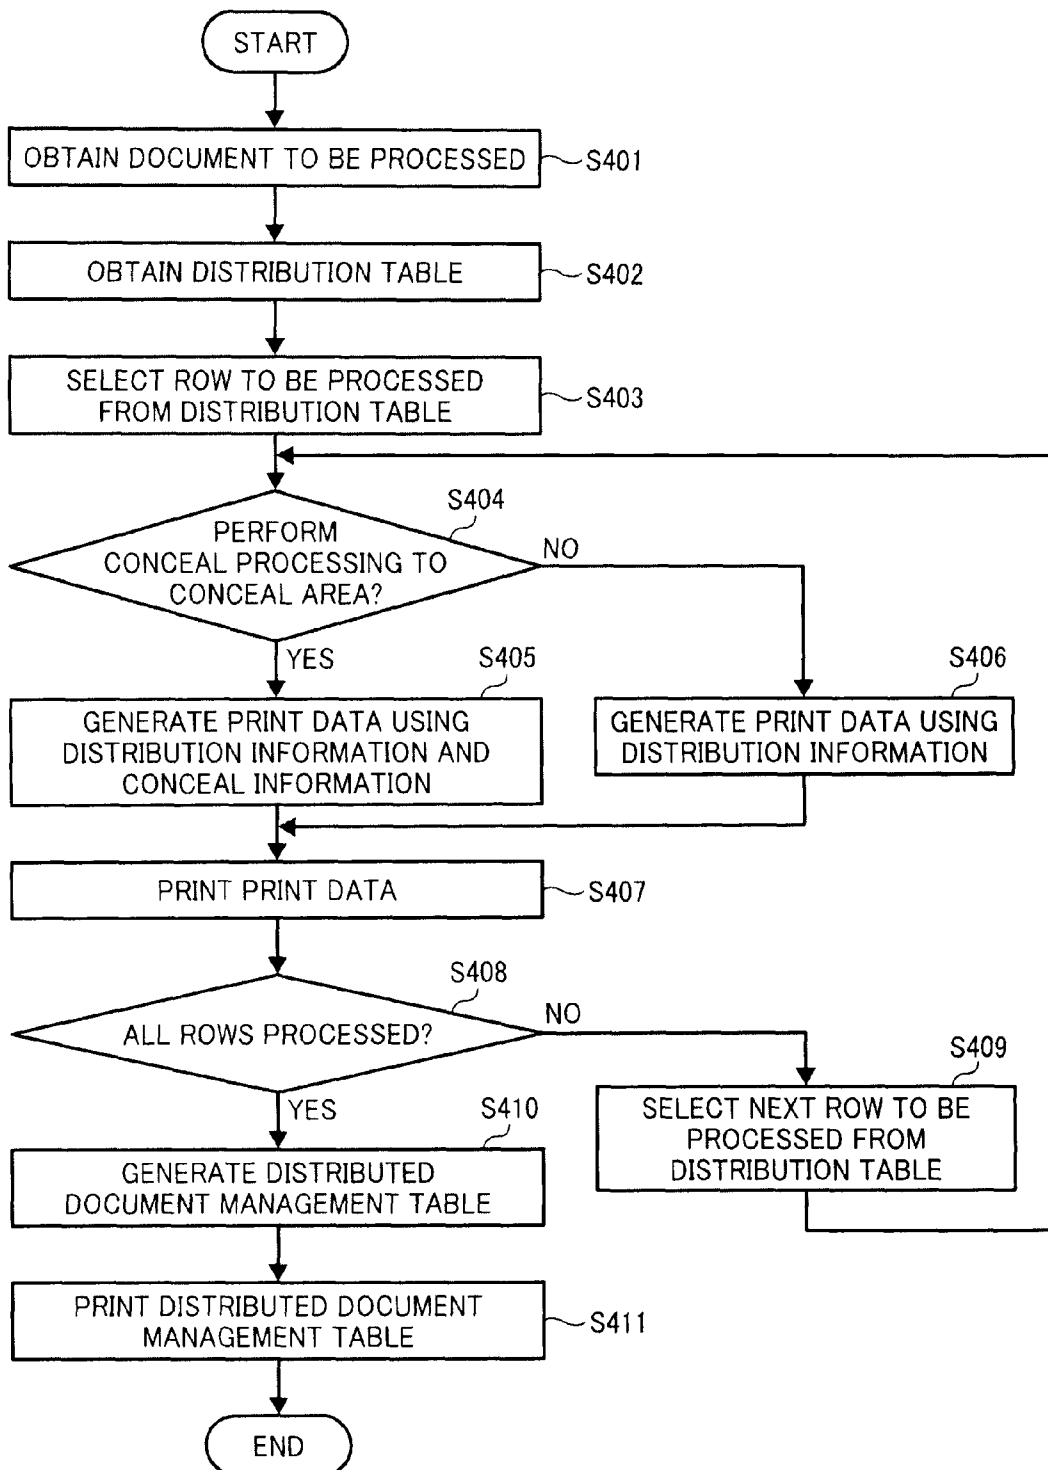 START
OBTAIN DOCUMENT TO BE PROCESSED
S401
OBTAIN DISTRIBUTION TABLE
S402
SELECT ROW TO BE PROCESSED
FROM DISTRIBUTION TABLE
S403
S404
PERFORM
CONCEAL PROCESSING TO
CONCEAL AREA?
NO
YES
S405
GENERATE PRINT DATA USING
DISTRIBUTION INFORMATION AND
CONCEAL INFORMATION
S406
GENERATE PRINT DATA USING
DISTRIBUTION INFORMATION
PRINT PRINT DATA
S407
S408
ALL ROWS PROCESSED?
NO
YES
S409
SELECT NEXT ROW TO BE
PROCESSED FROM
DISTRIBUTION TABLE
S410
GENERATE DISTRIBUTED
DOCUMENT MANAGEMENT TABLE
PRINT DISTRIBUTED DOCUMENT
MANAGEMENT TABLE
S411
END